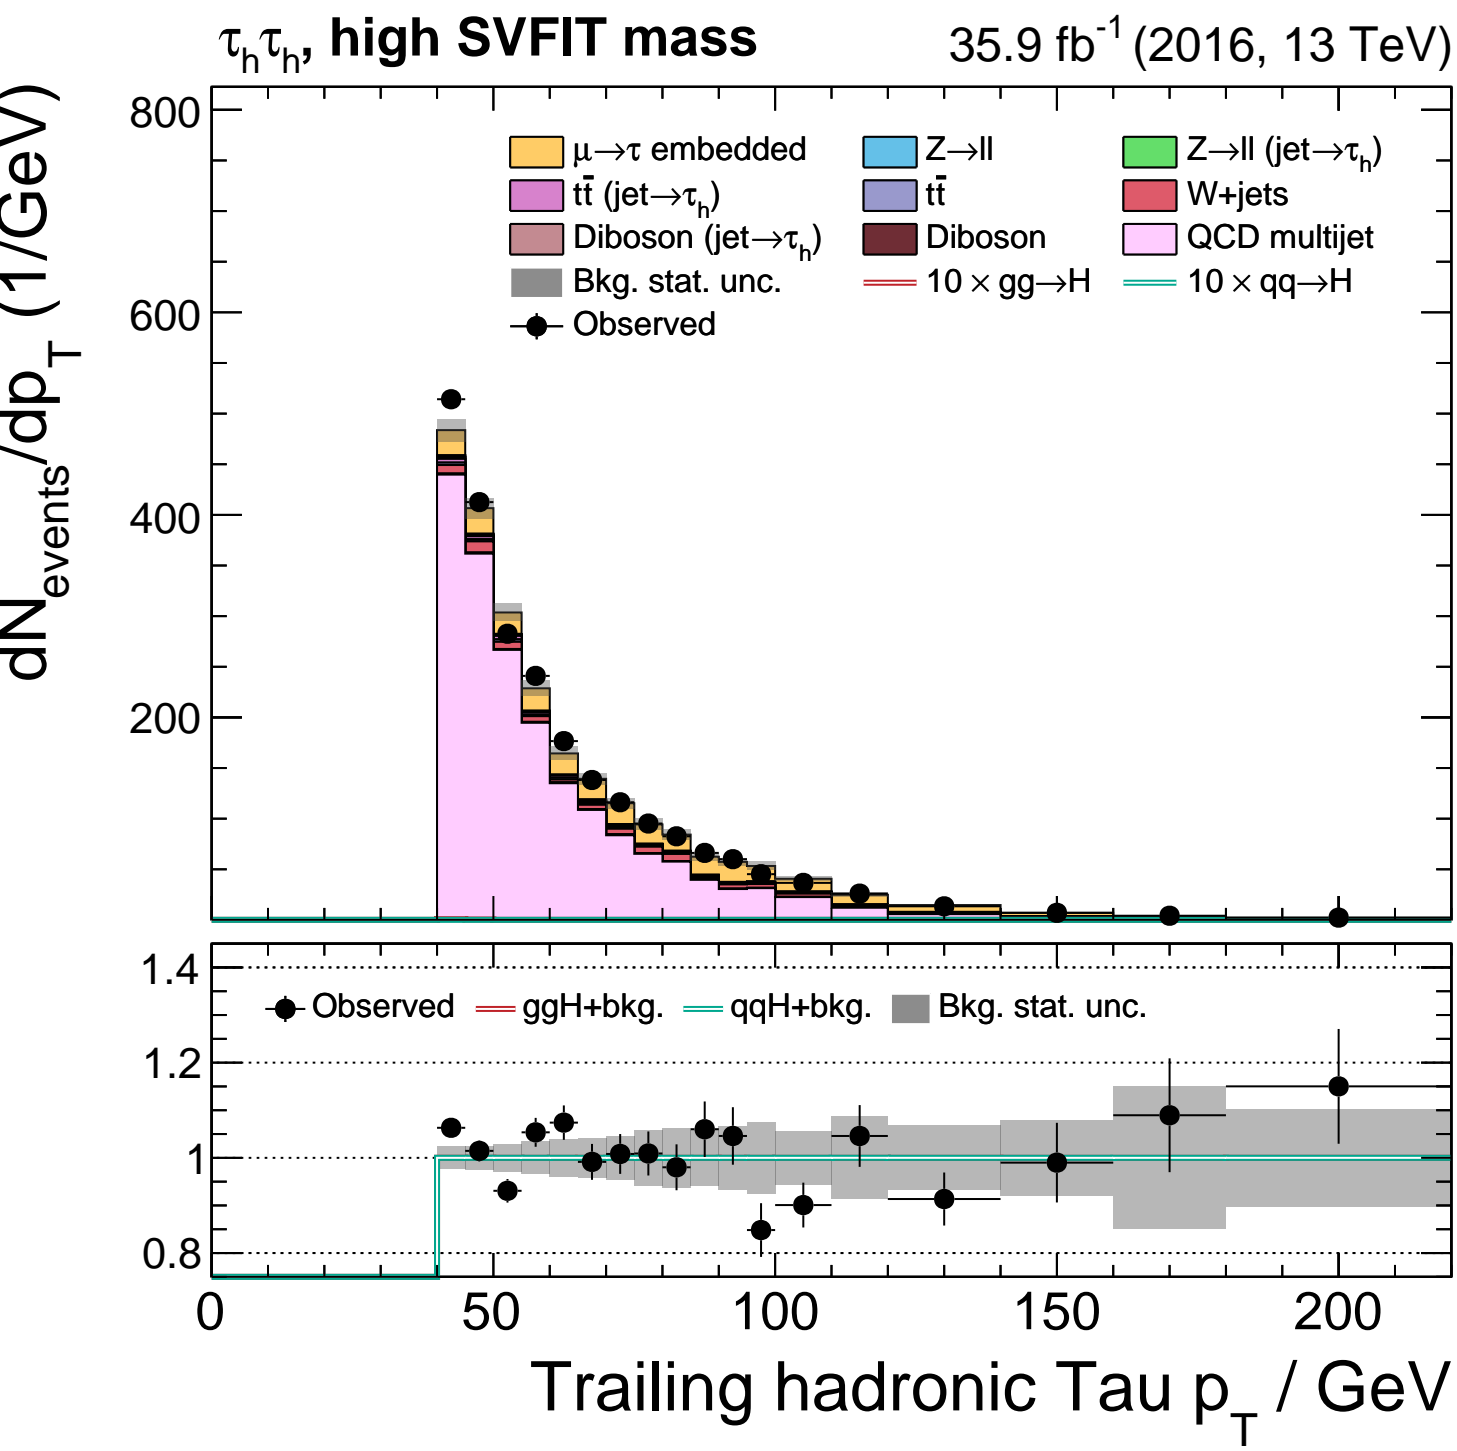 τhτh, high SVFIT mass 35.9 fb-1 (2016, 13 TeV)
dNevents/dpT (1/GeV)
800
600
400
200
μ→τ embedded Z→ll Z→ll (jet→τh)
tt̄ (jet→τh) tt̄ W+jets
Diboson (jet→τh) Diboson QCD multijet
Bkg. stat. unc. 10 × gg→H 10 × qq→H
Observed
1.4
1.2
1
0.8
Observed ggH+bkg. qqH+bkg. Bkg. stat. unc.
0 50 100 150 200
Trailing hadronic Tau pT / GeV